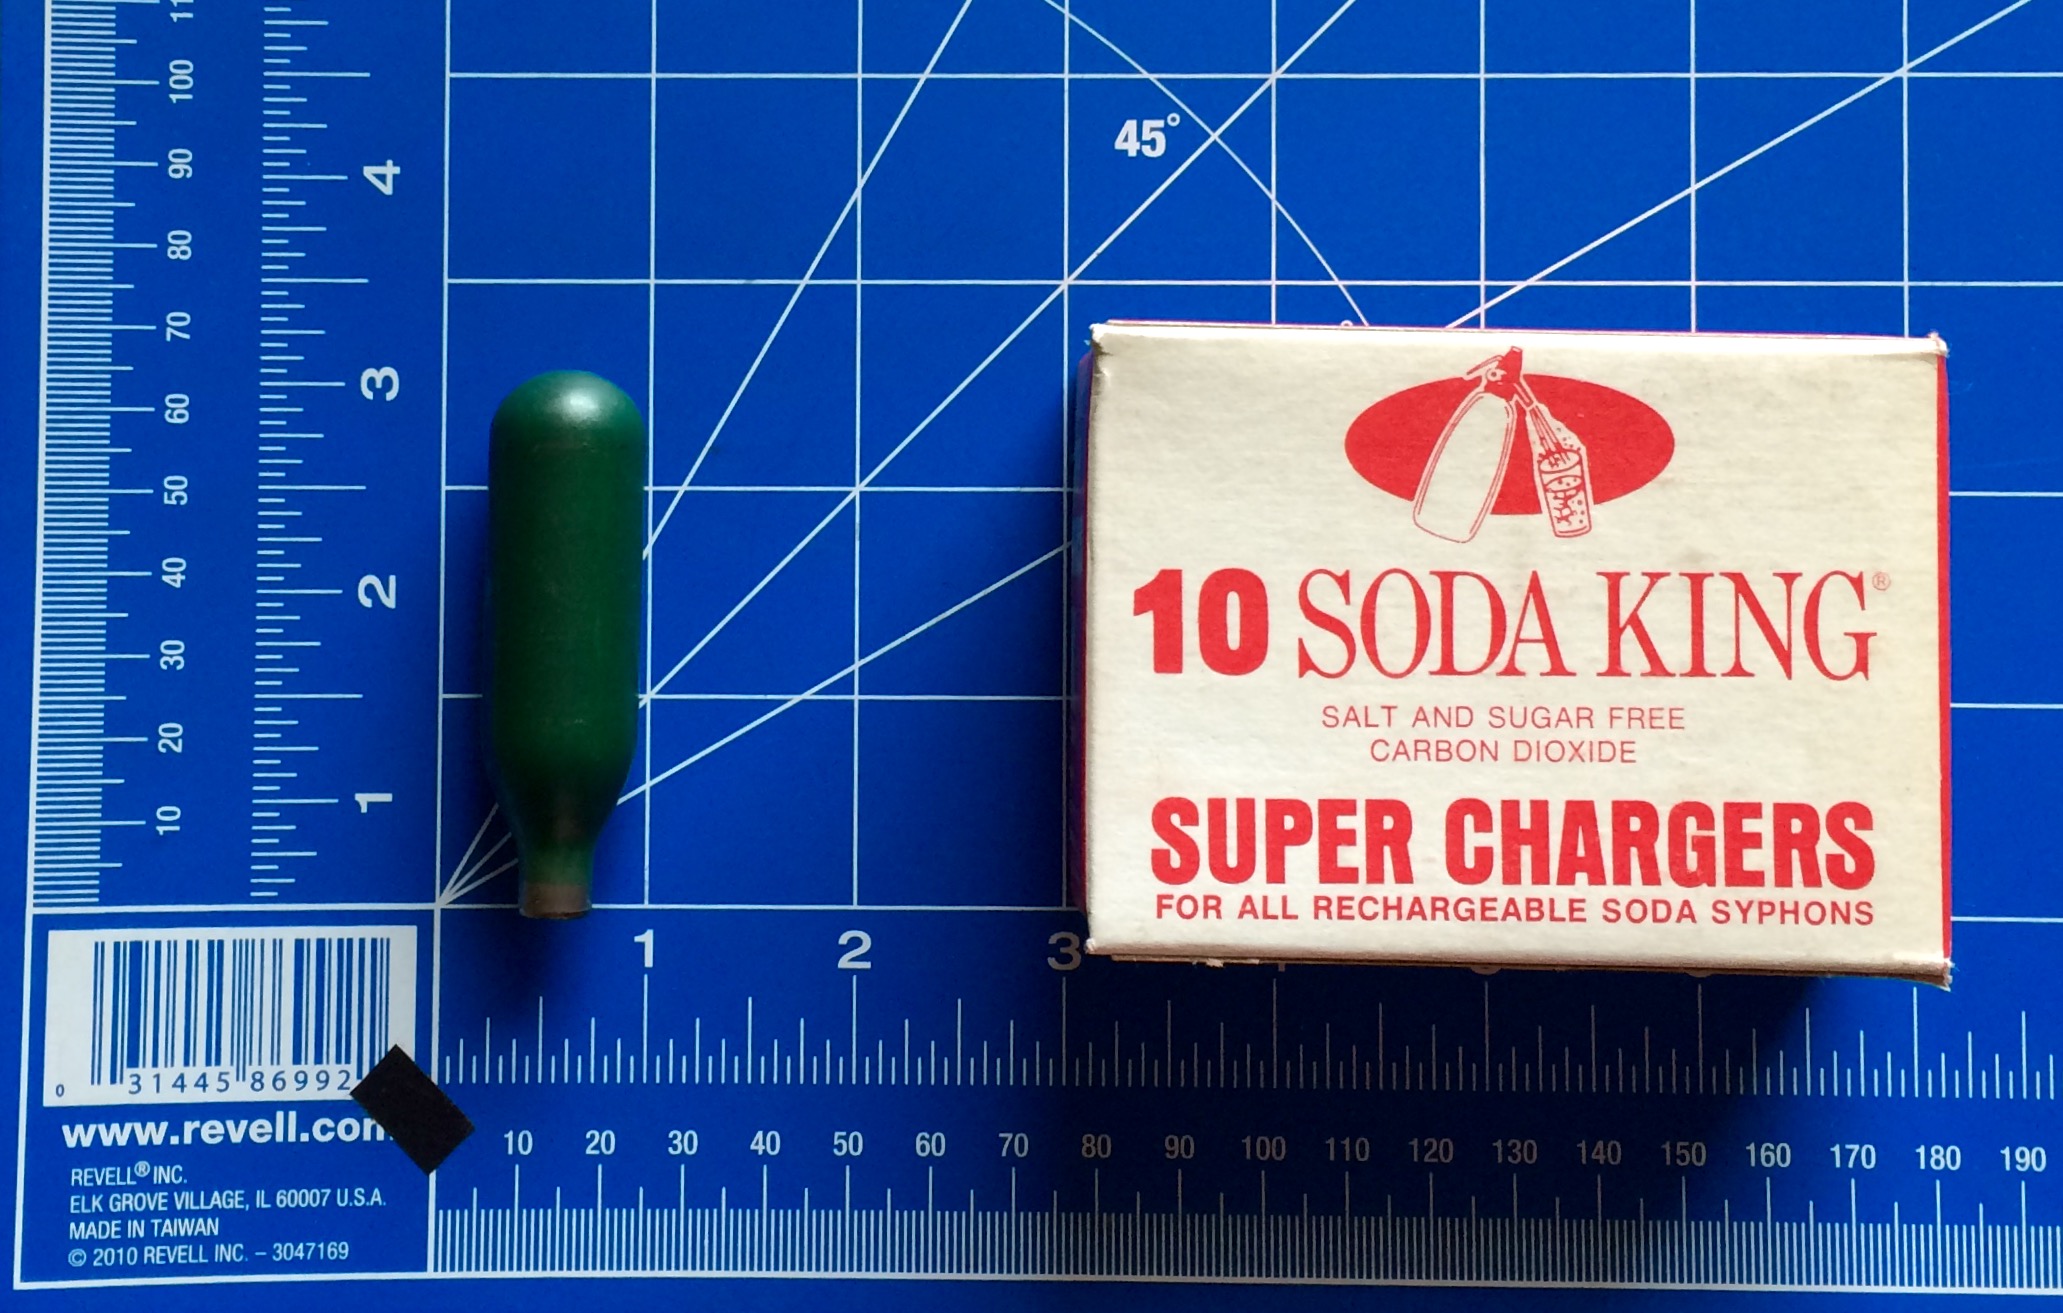 110
100
90
80
70
60
50
40
30
20
10
4
3
2
1
45°
10 SODA KING®
SALT AND SUGAR FREE
CARBON DIOXIDE
SUPER CHARGERS
FOR ALL RECHARGEABLE SODA SYPHONS
1 2 3
0 31445 86992
10 20 30 40 50 60 70 80 90 100 110 120 130 140 150 160 170 180 190
www.revell.com
REVELL® INC.
ELK GROVE VILLAGE, IL 60007 U.S.A.
MADE IN TAIWAN
© 2010 REVELL INC. – 3047169